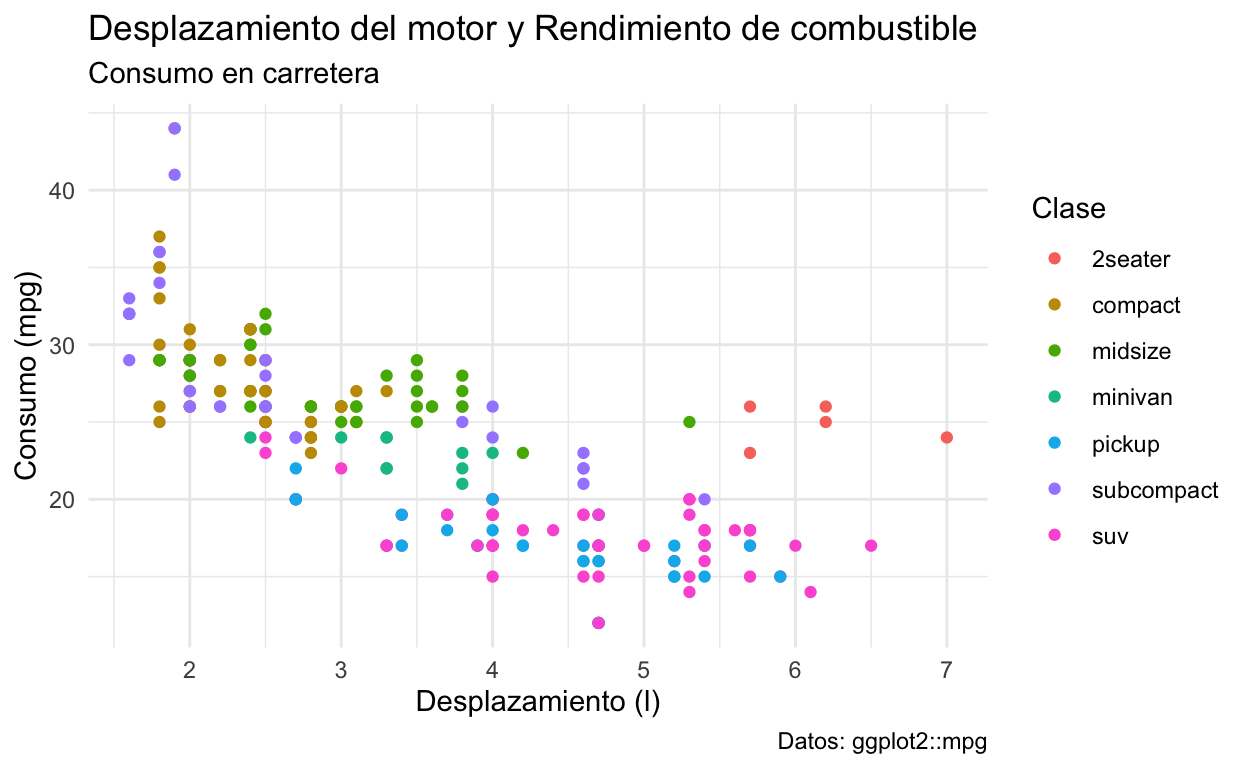 Desplazamiento del motor y Rendimiento de combustible
Consumo en carretera
Consumo (mpg)
40
30
20
2 3 4 5 6 7
Desplazamiento (l)
Clase
2seater
compact
midsize
minivan
pickup
subcompact
suv
Datos: ggplot2::mpg